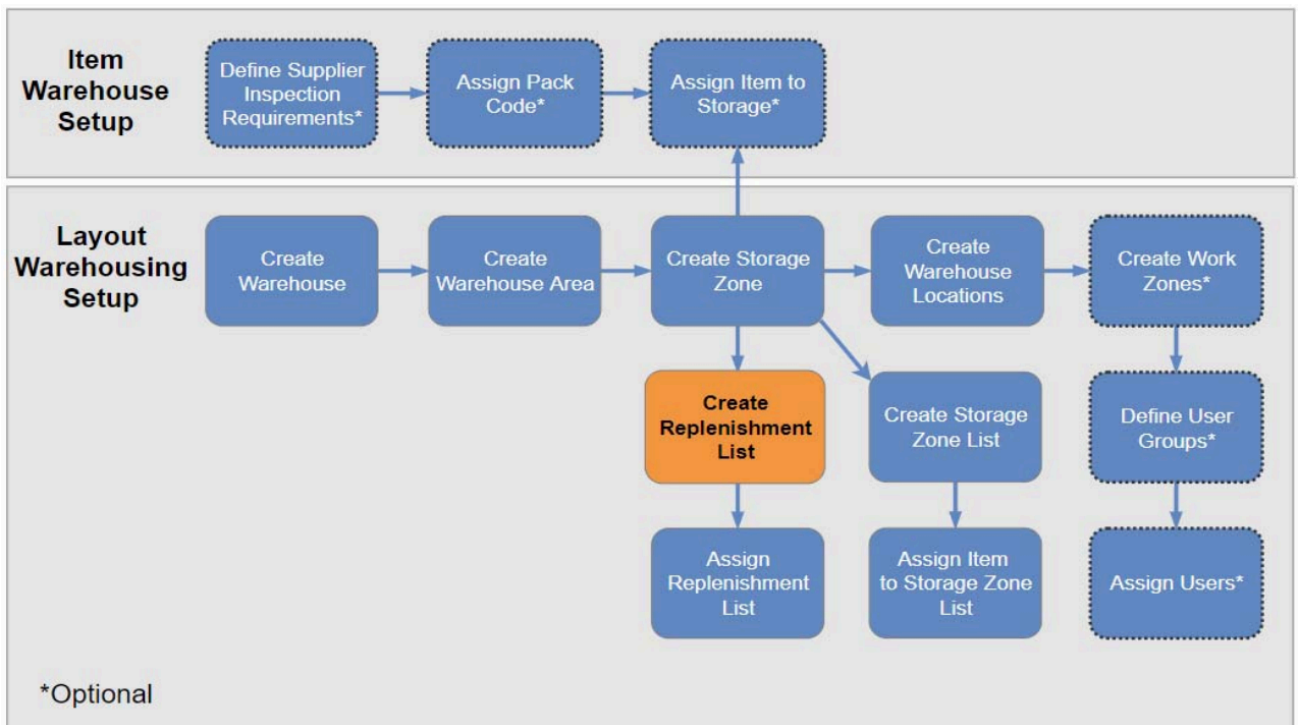 Item
Warehouse
Setup
Define Supplier
Inspection
Requirements*
Assign Pack
Code*
Assign Item to
Storage*
Layout
Warehousing
Setup
Create
Warehouse
Create
Warehouse Area
Create Storage
Zone
Create
Warehouse
Locations
Create Work
Zones*
Create
Replenishment
List
Create Storage
Zone List
Define User
Groups*
Assign
Replenishment
List
Assign Item
to Storage Zone
List
Assign Users*
*Optional